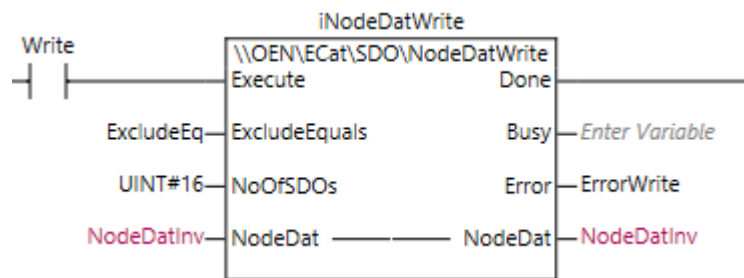 iNodeDatWrite
Write
\\OEN\ECat\SDO\NodeDatWrite
Execute Done
ExcludeEq ExcludeEquals Busy Enter Variable
UINT#16 NoOfSDOs Error ErrorWrite
NodeDatInv NodeDat NodeDat NodeDatInv